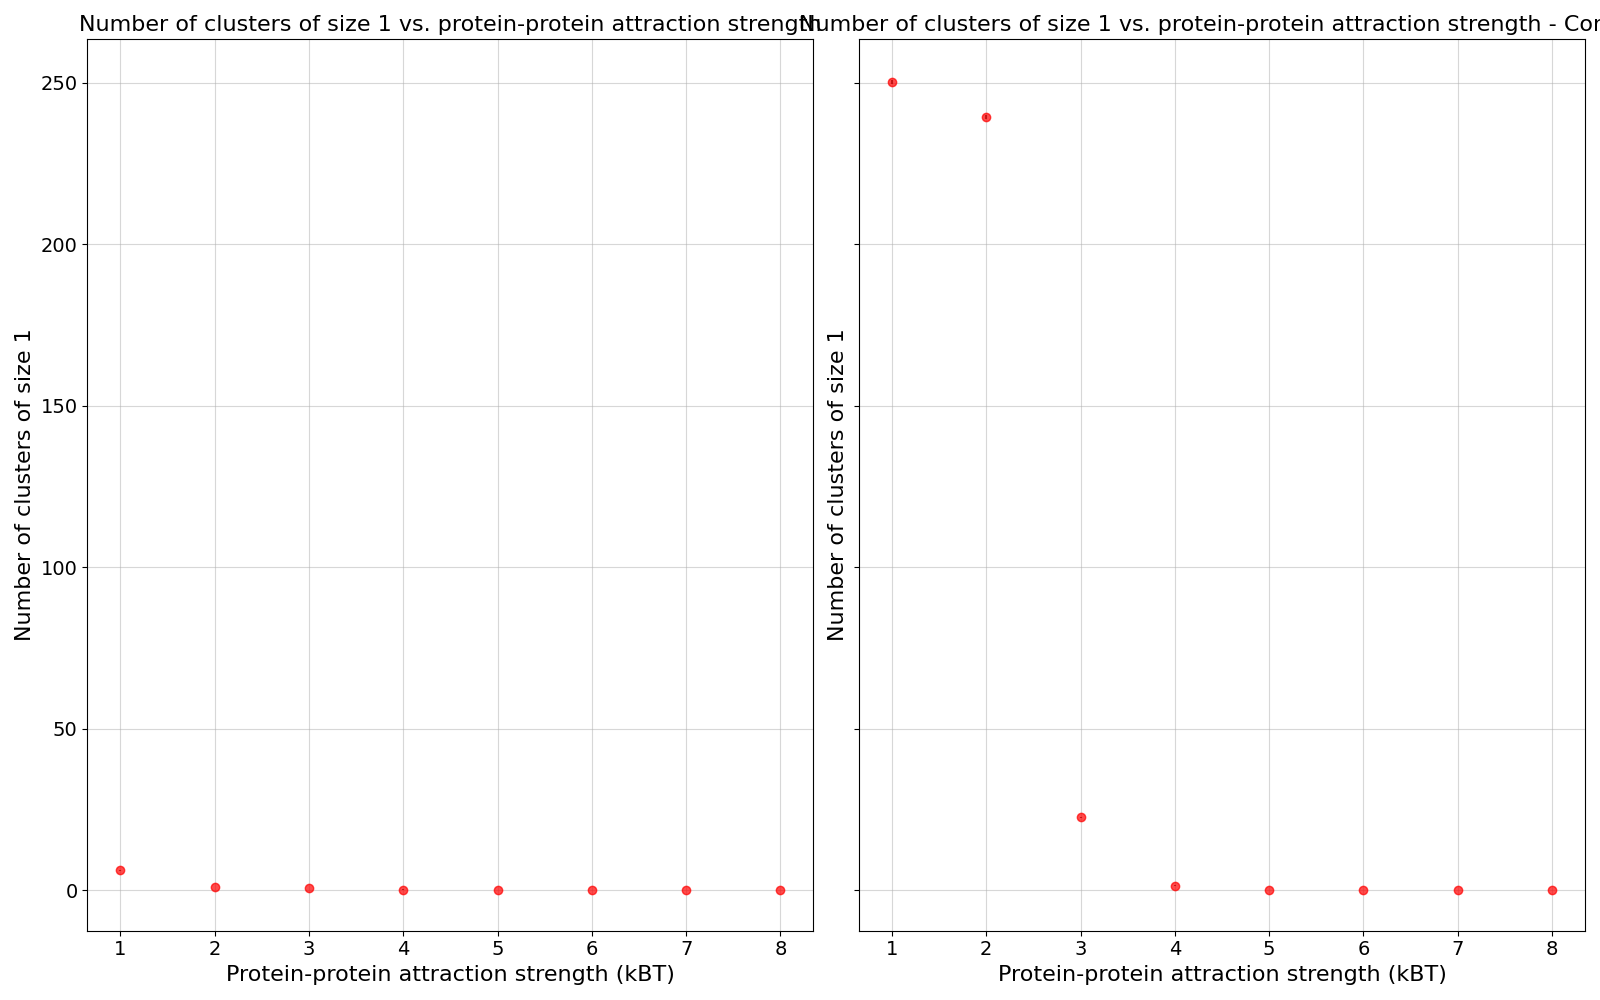 Number of clusters of size 1 vs. protein-protein attraction strength
Number of clusters of size 1 vs. protein-protein attraction strength - Con
Number of clusters of size 1
250
200
150
100
50
0
1 2 3 4 5 6 7 8
Protein-protein attraction strength (kBT)
Number of clusters of size 1
1 2 3 4 5 6 7 8
Protein-protein attraction strength (kBT)